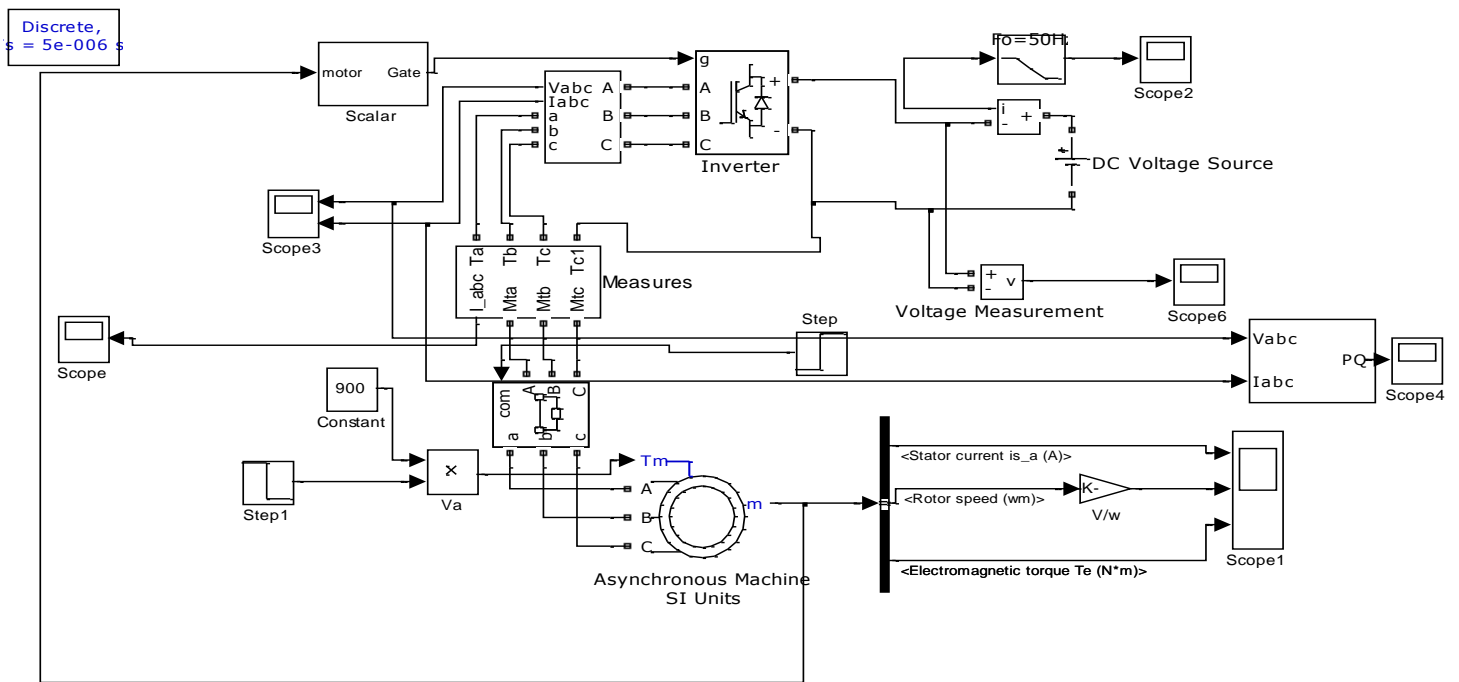 Discrete,
s = 5e-006 s
motor
Gate
Scalar
Vabc
Iabc
a
b
c
A
B
C
g
A
B
C
+
-
Inverter
Fo=50H
Scope2
i
-
+
+
DC Voltage Source
Scope3
I_abc
Ta
Tb
Tc
Tc1
Mta
Mtb
Mtc
Measures
+
-
v
Voltage Measurement
Scope6
Scope
Step
Vabc
Iabc
PQ
Scope4
900
Constant
com
A
B
C
a
b
c
Step1
x
Va
Tm
A
B
C
m
Asynchronous Machine
SI Units
<Stator current is_a (A)>
<Rotor speed (wm)>
<Electromagnetic torque Te (N*m)>
K-
V/w
Scope1